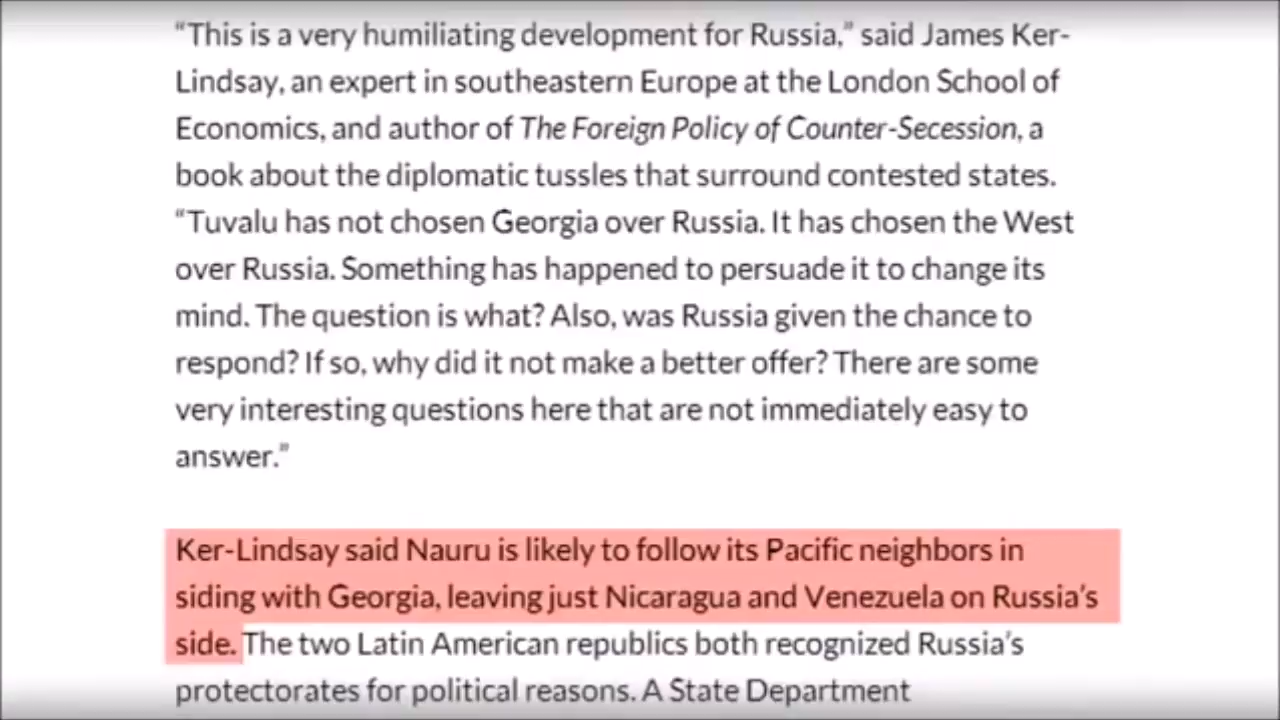 “This is a very humiliating development for Russia,” said James Ker-
Lindsay, an expert in southeastern Europe at the London School of
Economics, and author of The Foreign Policy of Counter-Secession, a
book about the diplomatic tussles that surround contested states.
“Tuvalu has not chosen Georgia over Russia. It has chosen the West
over Russia. Something has happened to persuade it to change its
mind. The question is what? Also, was Russia given the chance to
respond? If so, why did it not make a better offer? There are some
very interesting questions here that are not immediately easy to
answer.”
Ker-Lindsay said Nauru is likely to follow its Pacific neighbors in
siding with Georgia, leaving just Nicaragua and Venezuela on Russia’s
side. The two Latin American republics both recognized Russia’s
protectorates for political reasons. A State Department